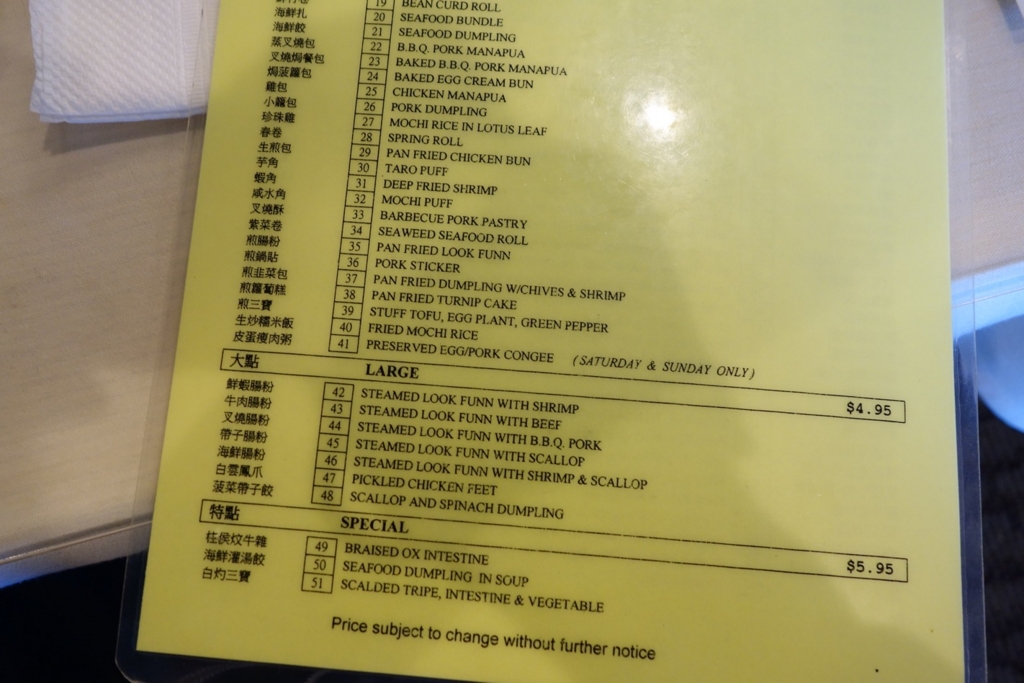 19 BEAN CURD ROLL
海鮮扎 20 SEAFOOD BUNDLE
海鮮餃 21 SEAFOOD DUMPLING
蒸叉燒包 22 B.B.Q. PORK MANAPUA
叉燒焗餐包 23 BAKED B.B.Q. PORK MANAPUA
焗菠蘿包 24 BAKED EGG CREAM BUN
雞包 25 CHICKEN MANAPUA
小籠包 26 PORK DUMPLING
珍珠雞 27 MOCHI RICE IN LOTUS LEAF
春卷 28 SPRING ROLL
生煎包 29 PAN FRIED CHICKEN BUN
芋角 30 TARO PUFF
蝦角 31 DEEP FRIED SHRIMP
咸水角 32 MOCHI PUFF
叉燒酥 33 BARBECUE PORK PASTRY
紫菜卷 34 SEAWEED SEAFOOD ROLL
煎腸粉 35 PAN FRIED LOOK FUNN
煎鍋貼 36 PORK STICKER
煎韭菜包 37 PAN FRIED DUMPLING W/CHIVES & SHRIMP
煎蘿蔔糕 38 PAN FRIED TURNIP CAKE
煎三寶 39 STUFF TOFU, EGG PLANT, GREEN PEPPER
生炒糯米飯 40 FRIED MOCHI RICE
皮蛋瘦肉粥 41 PRESERVED EGG/PORK CONGEE (SATURDAY & SUNDAY ONLY)
大點 LARGE $4.95
鮮蝦腸粉 42 STEAMED LOOK FUNN WITH SHRIMP
牛肉腸粉 43 STEAMED LOOK FUNN WITH BEEF
叉燒腸粉 44 STEAMED LOOK FUNN WITH B.B.Q. PORK
帶子腸粉 45 STEAMED LOOK FUNN WITH SCALLOP
海鮮腸粉 46 STEAMED LOOK FUNN WITH SHRIMP & SCALLOP
白雲鳳爪 47 PICKLED CHICKEN FEET
菠菜帶子餃 48 SCALLOP AND SPINACH DUMPLING
特點 SPECIAL $5.95
柱侯炆牛雜 49 BRAISED OX INTESTINE
海鮮灌湯餃 50 SEAFOOD DUMPLING IN SOUP
白灼三寶 51 SCALDED TRIPE, INTESTINE & VEGETABLE
Price subject to change without further notice